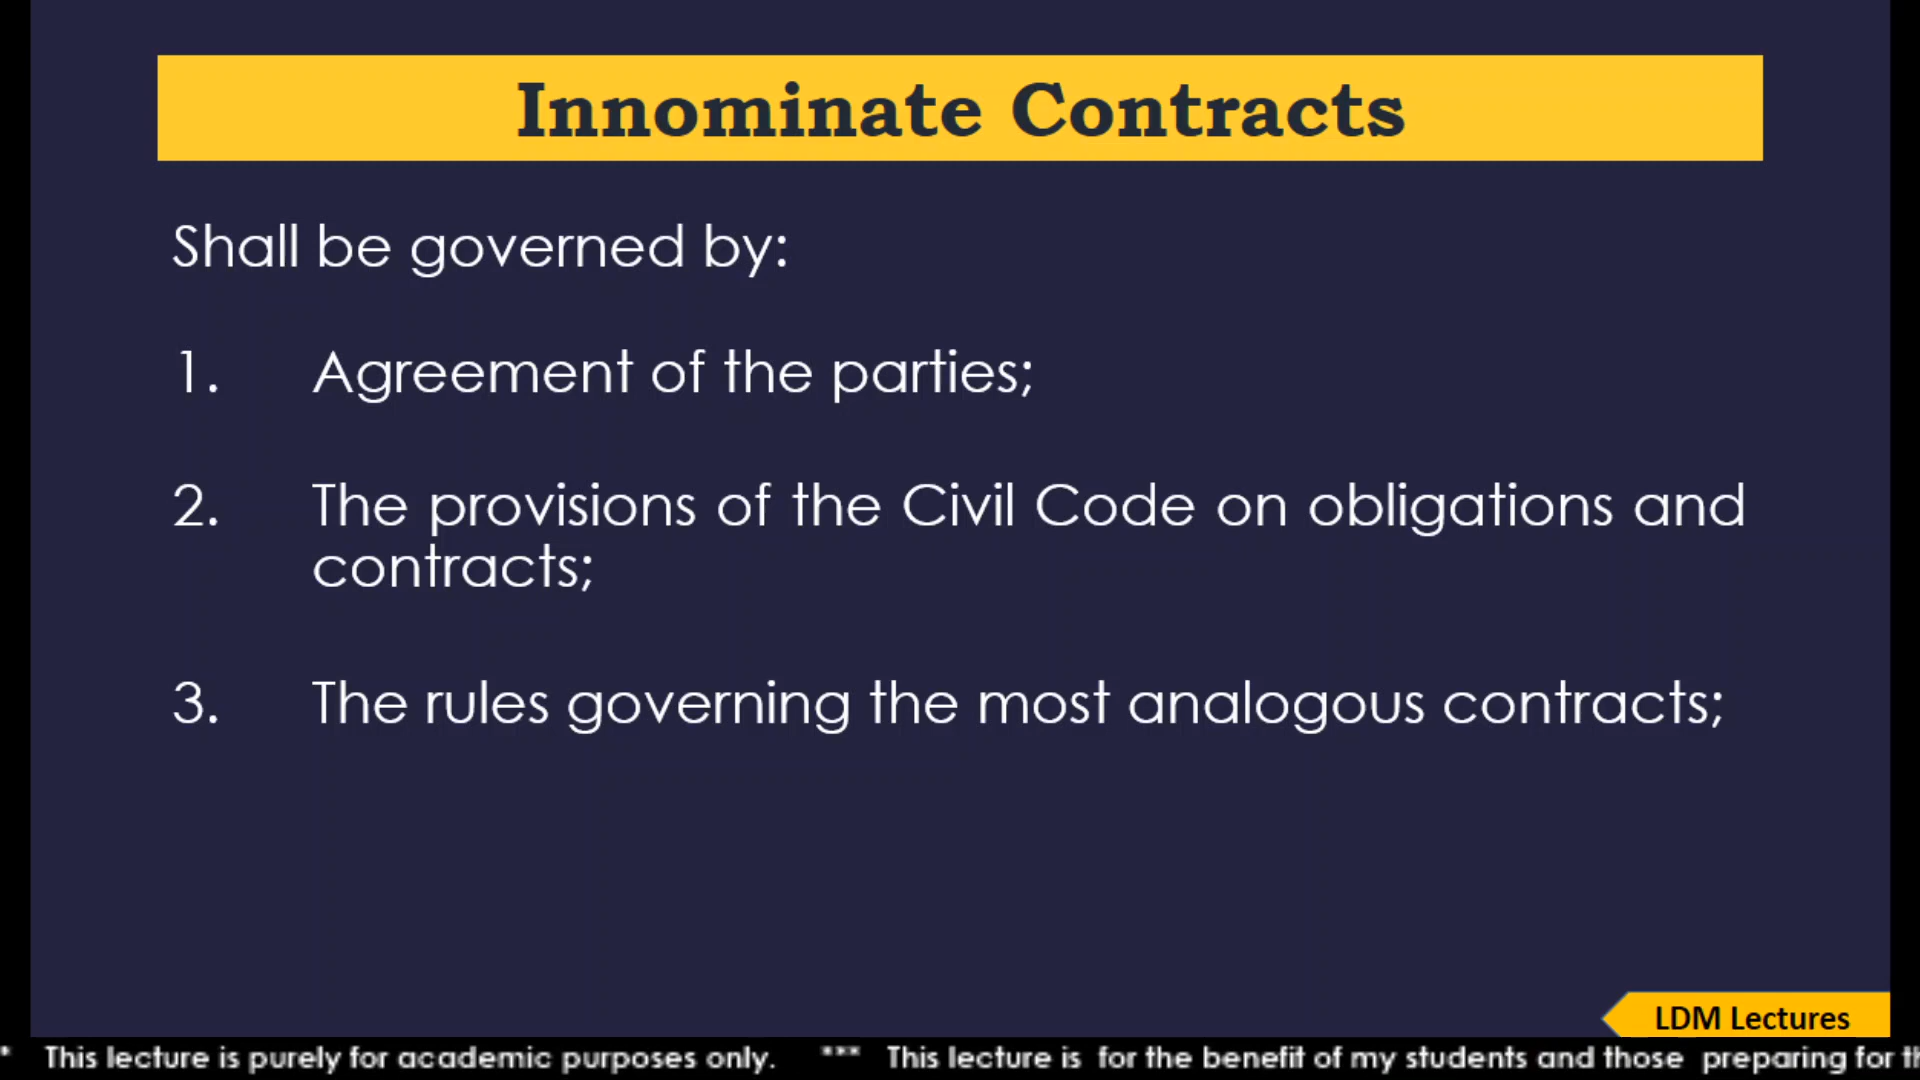 Innominate Contracts
Shall be governed by:
1. Agreement of the parties;
2. The provisions of the Civil Code on obligations and
contracts;
3. The rules governing the most analogous contracts;
LDM Lectures
* This lecture is purely for academic purposes only. *** This lecture is for the benefit of my students and those preparing for